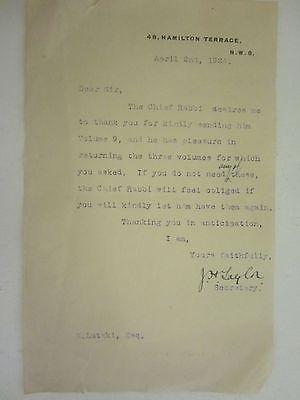 48, HAMILTON TERRACE,
N.W.8.
April 2nd, 1924.
Dear Sir,
The Chief Rabbi desires me
to thank you for kindly sending him
Volume 9, and he has pleasure in
returning the three volumes for which
you asked. If you do not need these,
the Chief Rabbi will feel obliged if
you will kindly let him have them again.
Thanking you in anticipation,
I am,
Yours faithfully,
Secretary.
Esq.